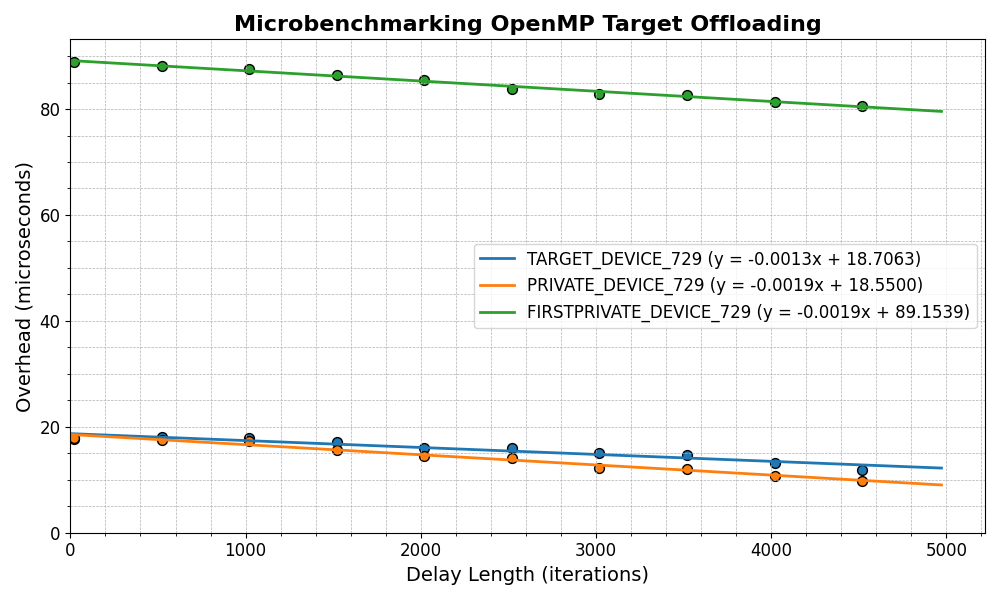 Microbenchmarking OpenMP Target Offloading
Overhead (microseconds)
80
60
40
20
0
TARGET_DEVICE_729 (y = -0.0013x + 18.7063)
PRIVATE_DEVICE_729 (y = -0.0019x + 18.5500)
FIRSTPRIVATE_DEVICE_729 (y = -0.0019x + 89.1539)
0 1000 2000 3000 4000 5000
Delay Length (iterations)